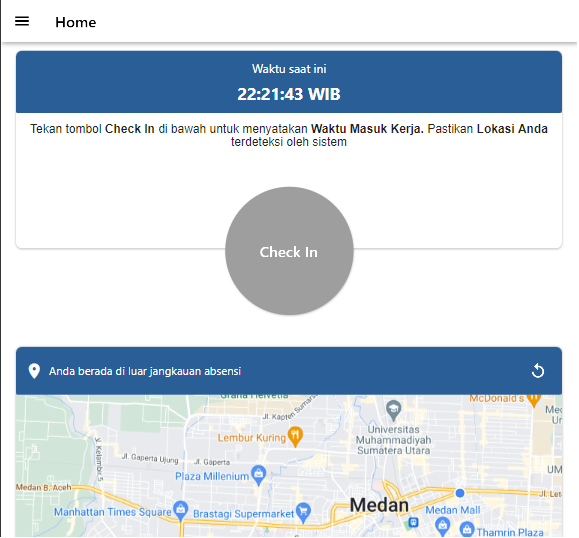 Home
Waktu saat ini
22:21:43 WIB
Tekan tombol Check In di bawah untuk menyatakan Waktu Masuk Kerja. Pastikan Lokasi Anda
terdeteksi oleh sistem
Check In
Anda berada di luar jangkauan absensi
Graha Helvetia
McDonald's
Jl. Kapten Sumarsono
Universitas
Muhammadiyah
Sumatera Utara
Lembur Kuring
Jl. Kelambir 5
Jl. Gaperta
Jl. Gaperta
Plaza Millenium
UM
Medan B. Aceh
Jl. Letda
Manhattan Times Square
Brastagi Supermarket
Medan
Medan Mall
Thamrin Plaza